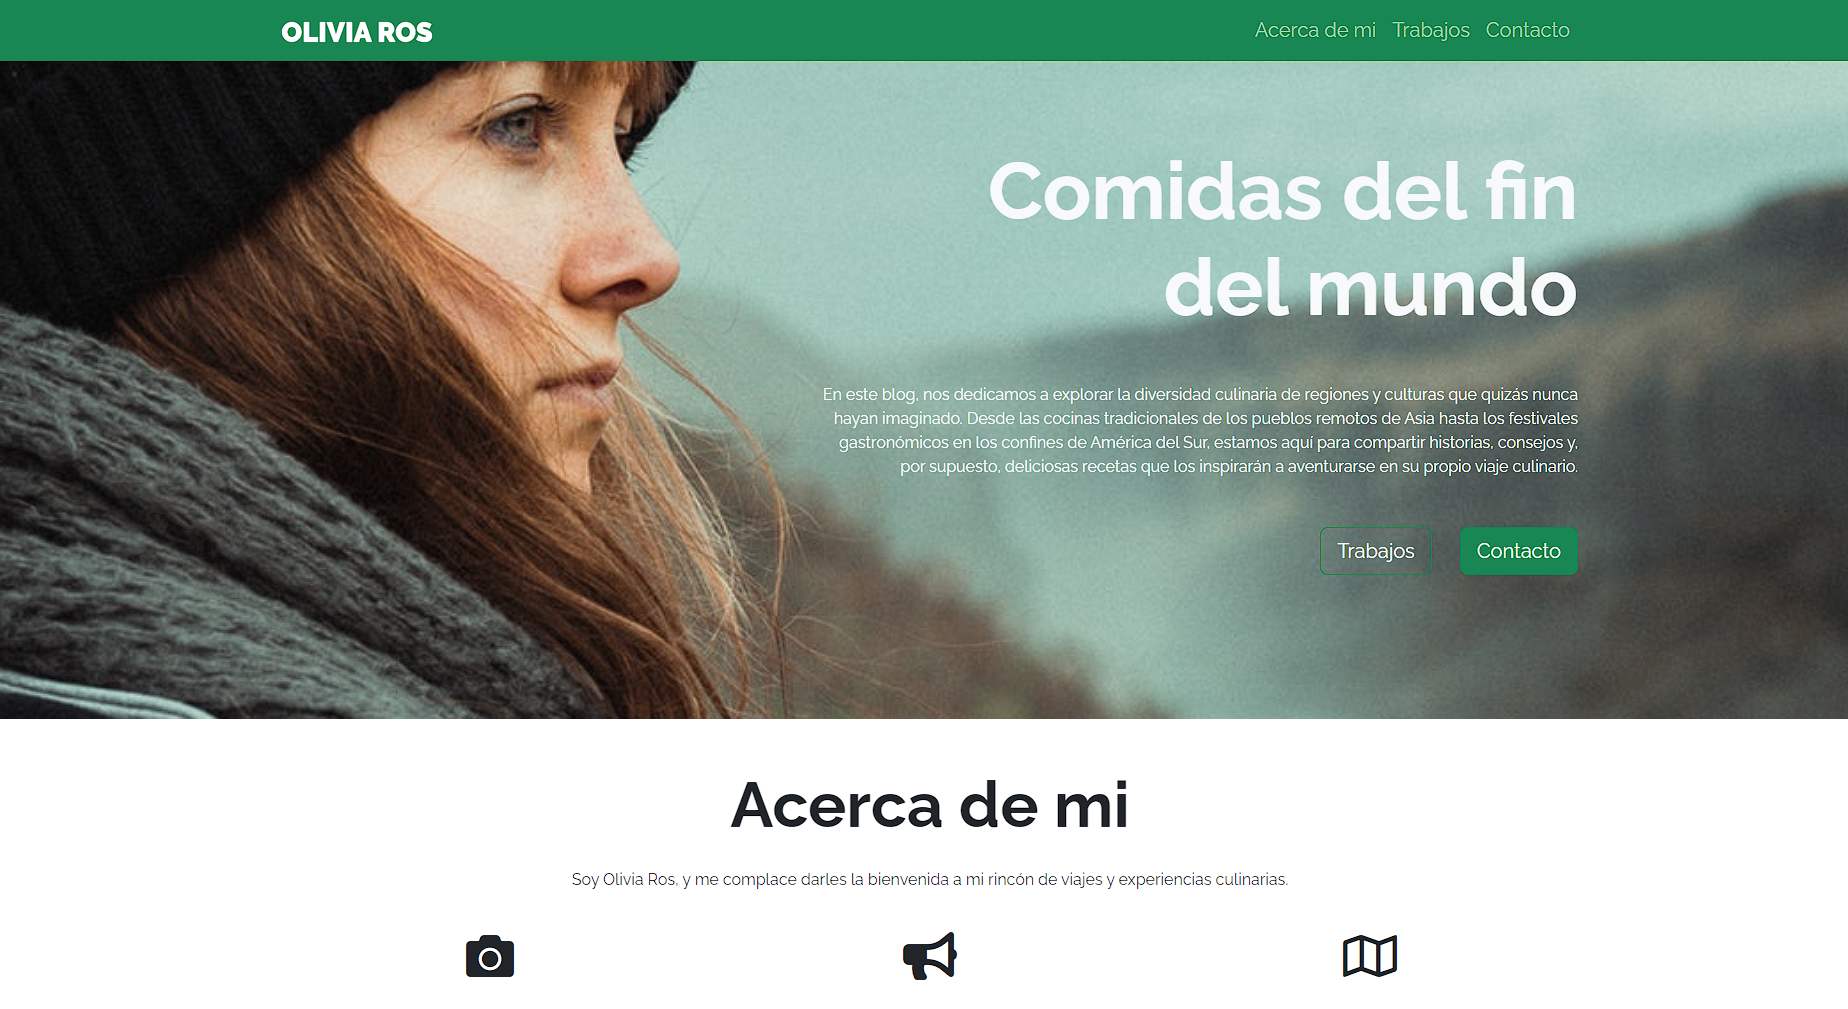 OLIVIA ROS
Acerca de mi Trabajos Contacto
Comidas del fin
del mundo
En este blog, nos dedicamos a explorar la diversidad culinaria de regiones y culturas que quizás nunca
hayan imaginado. Desde las cocinas tradicionales de los pueblos remotos de Asia hasta los festivales
gastronómicos en los confines de América del Sur, estamos aquí para compartir historias, consejos y,
por supuesto, deliciosas recetas que los inspirarán a aventurarse en su propio viaje culinario.
Trabajos Contacto
Acerca de mi
Soy Olivia Ros, y me complace darles la bienvenida a mi rincón de viajes y experiencias culinarias.